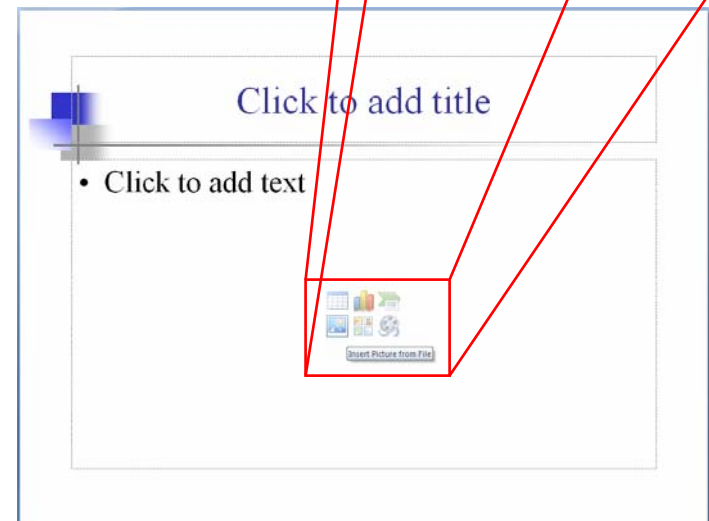 Click to add title
• Click to add text
Insert Picture from File